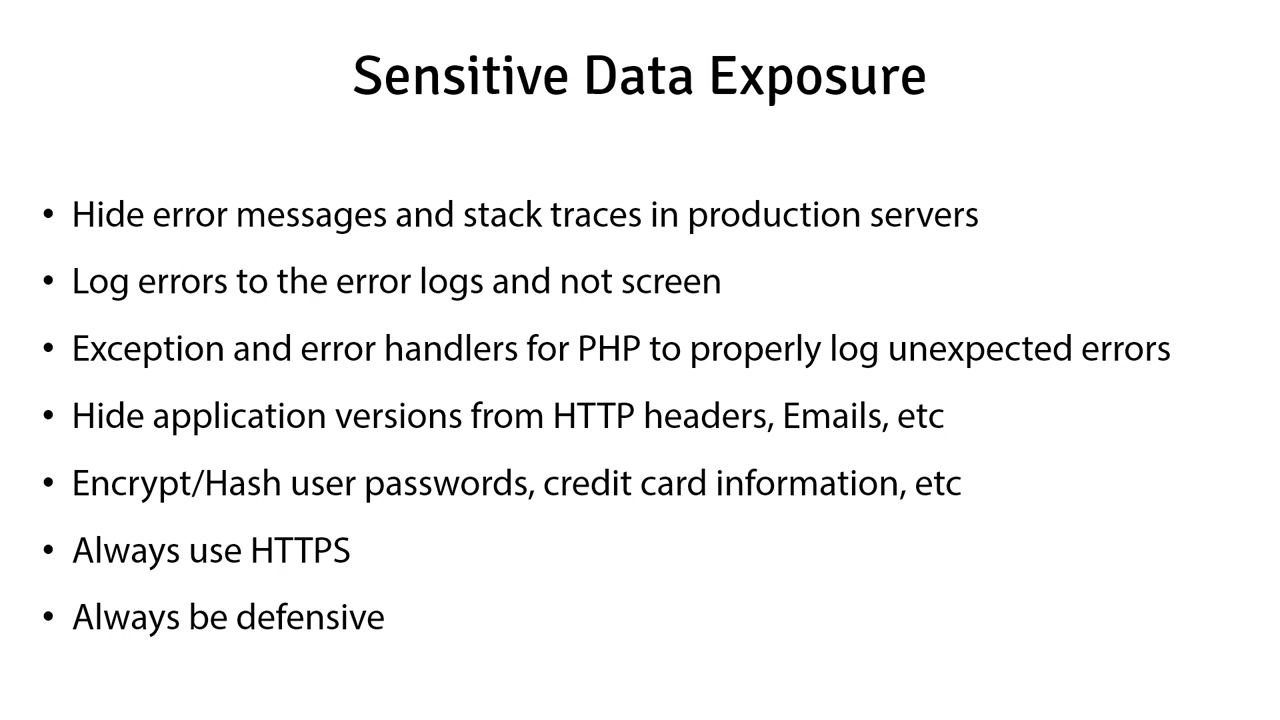 Sensitive Data Exposure
• Hide error messages and stack traces in production servers
• Log errors to the error logs and not screen
• Exception and error handlers for PHP to properly log unexpected errors
• Hide application versions from HTTP headers, Emails, etc
• Encrypt/Hash user passwords, credit card information, etc
• Always use HTTPS
• Always be defensive